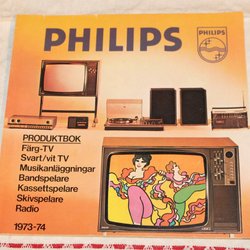 PHILIPS
PHILIPS
PRODUKTBOK
Färg-TV
Svart/vit TV
Musikanläggningar
Bandspelare
Kassettspelare
Skivspelare
Radio
1973-74